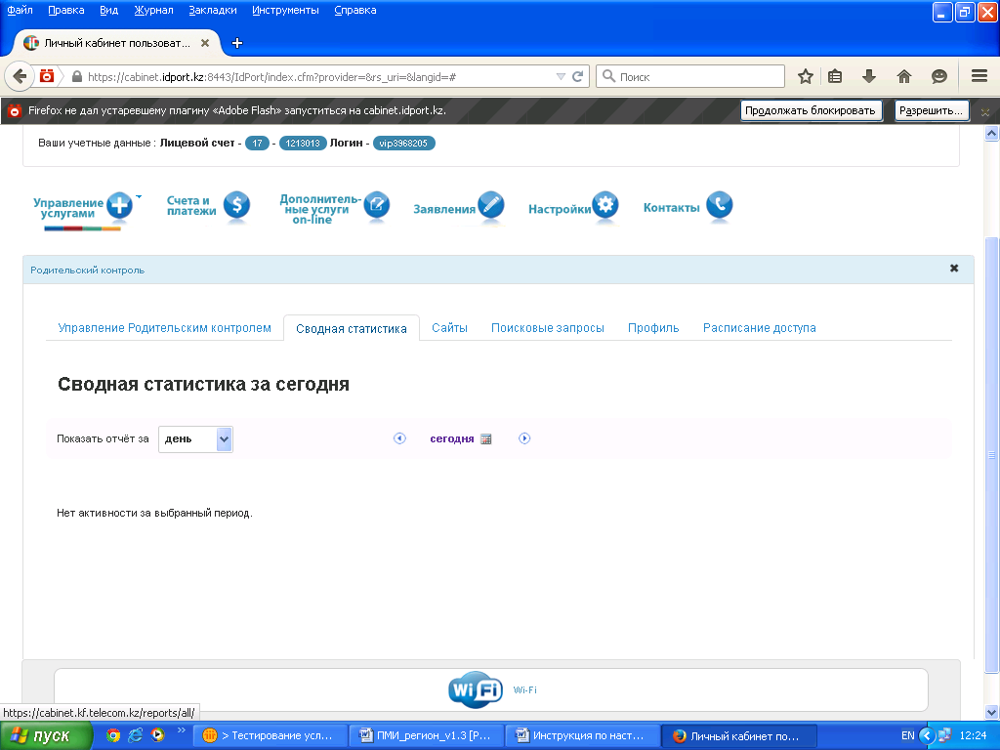 Файл Правка Вид Журнал Закладки Инструменты Справка
Личный кабинет пользоват...
https://cabinet.idport.kz:8443/IdPort/index.cfm?provider=&rs_uri=&langid=#
Поиск
Firefox не дал устаревшему плагину «Adobe Flash» запуститься на cabinet.idport.kz.
Продолжать блокировать
Разрешить...
Ваши учетные данные : Лицевой счет - 17 - 1213013 Логин - vip3968205
Управление услугами
Счета и платежи
Дополнитель-ные услуги on-line
Заявления
Настройки
Контакты
Родительский контроль
Управление Родительским контролем
Сводная статистика
Сайты
Поисковые запросы
Профиль
Расписание доступа
Сводная статистика за сегодня
Показать отчёт за день
сегодня
Нет активности за выбранный период.
WiFi Wi-Fi
https://cabinet.kf.telecom.kz/reports/all/
пуск
> Тестирование усл...
ПМИ_регион_v1.3 [Р...
Инструкция по наст...
Личный кабинет по...
EN
12:24